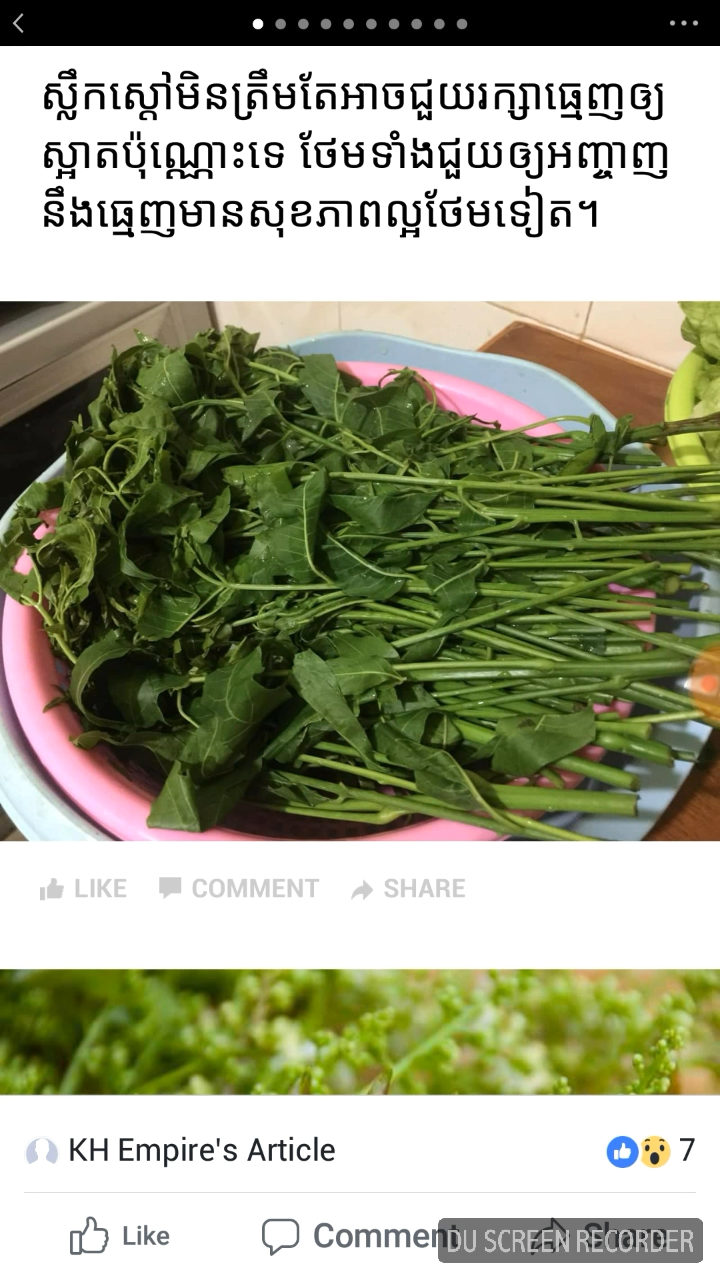 ស្លឹកស្តៅមិនត្រឹមតែអាចជួយរក្សាធ្មេញឲ្យ
ស្អាតប៉ុណ្ណោះទេ ថែមទាំងជួយឲ្យអញ្ចាញ
នឹងធ្មេញមានសុខភាពល្អថែមទៀត។
LIKE COMMENT SHARE
KH Empire's Article 7
Like Comment Share
DU SCREEN RECORDER